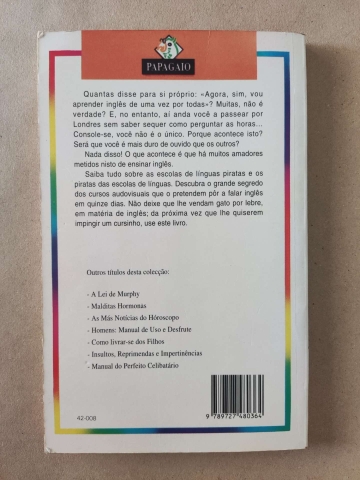 PAPAGAIO
Quantas disse para si próprio: «Agora, sim, vou
aprender inglês de uma vez por todas»? Muitas, não é
verdade? E, no entanto, aí anda você a passear por
Londres sem saber sequer como perguntar as horas...
Console-se, você não é o único. Porque acontece isto?
Será que você é mais duro de ouvido que os outros?
Nada disso! O que acontece é que há muitos amadores
metidos nisto de ensinar inglês.
Saiba tudo sobre as escolas de línguas piratas e os
piratas das escolas de línguas. Descubra o grande segredo
dos cursos audiovisuais que o pretendem pôr a falar inglês
em quinze dias. Não deixe que lhe vendam gato por lebre,
em matéria de inglês; da próxima vez que lhe quiserem
impingir um cursinho, use este livro.
Outros títulos desta colecção:
- A Lei de Murphy
- Malditas Hormonas
- As Más Notícias do Hóroscopo
- Homens: Manual de Uso e Desfrute
- Como livrar-se dos Filhos
- Insultos, Reprimendas e Impertinências
- Manual do Perfeito Celibatário
42-008
9 789727 480364